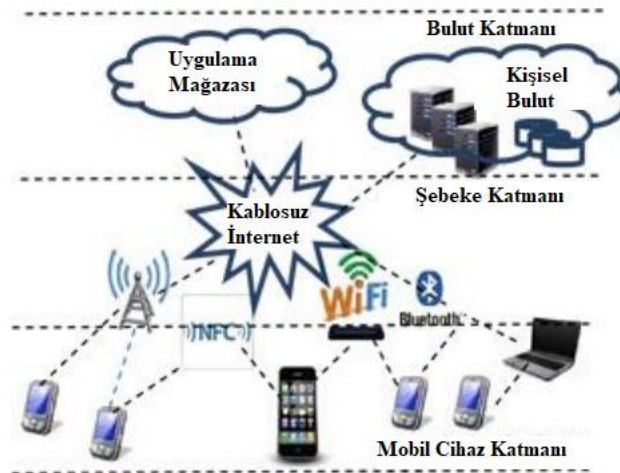 Bulut Katmanı
Uygulama
Mağazası
Kişisel
Bulut
Şebeke Katmanı
Kablosuz
İnternet
WiFi
Bluetooth
NFC
Mobil Cihaz Katmanı